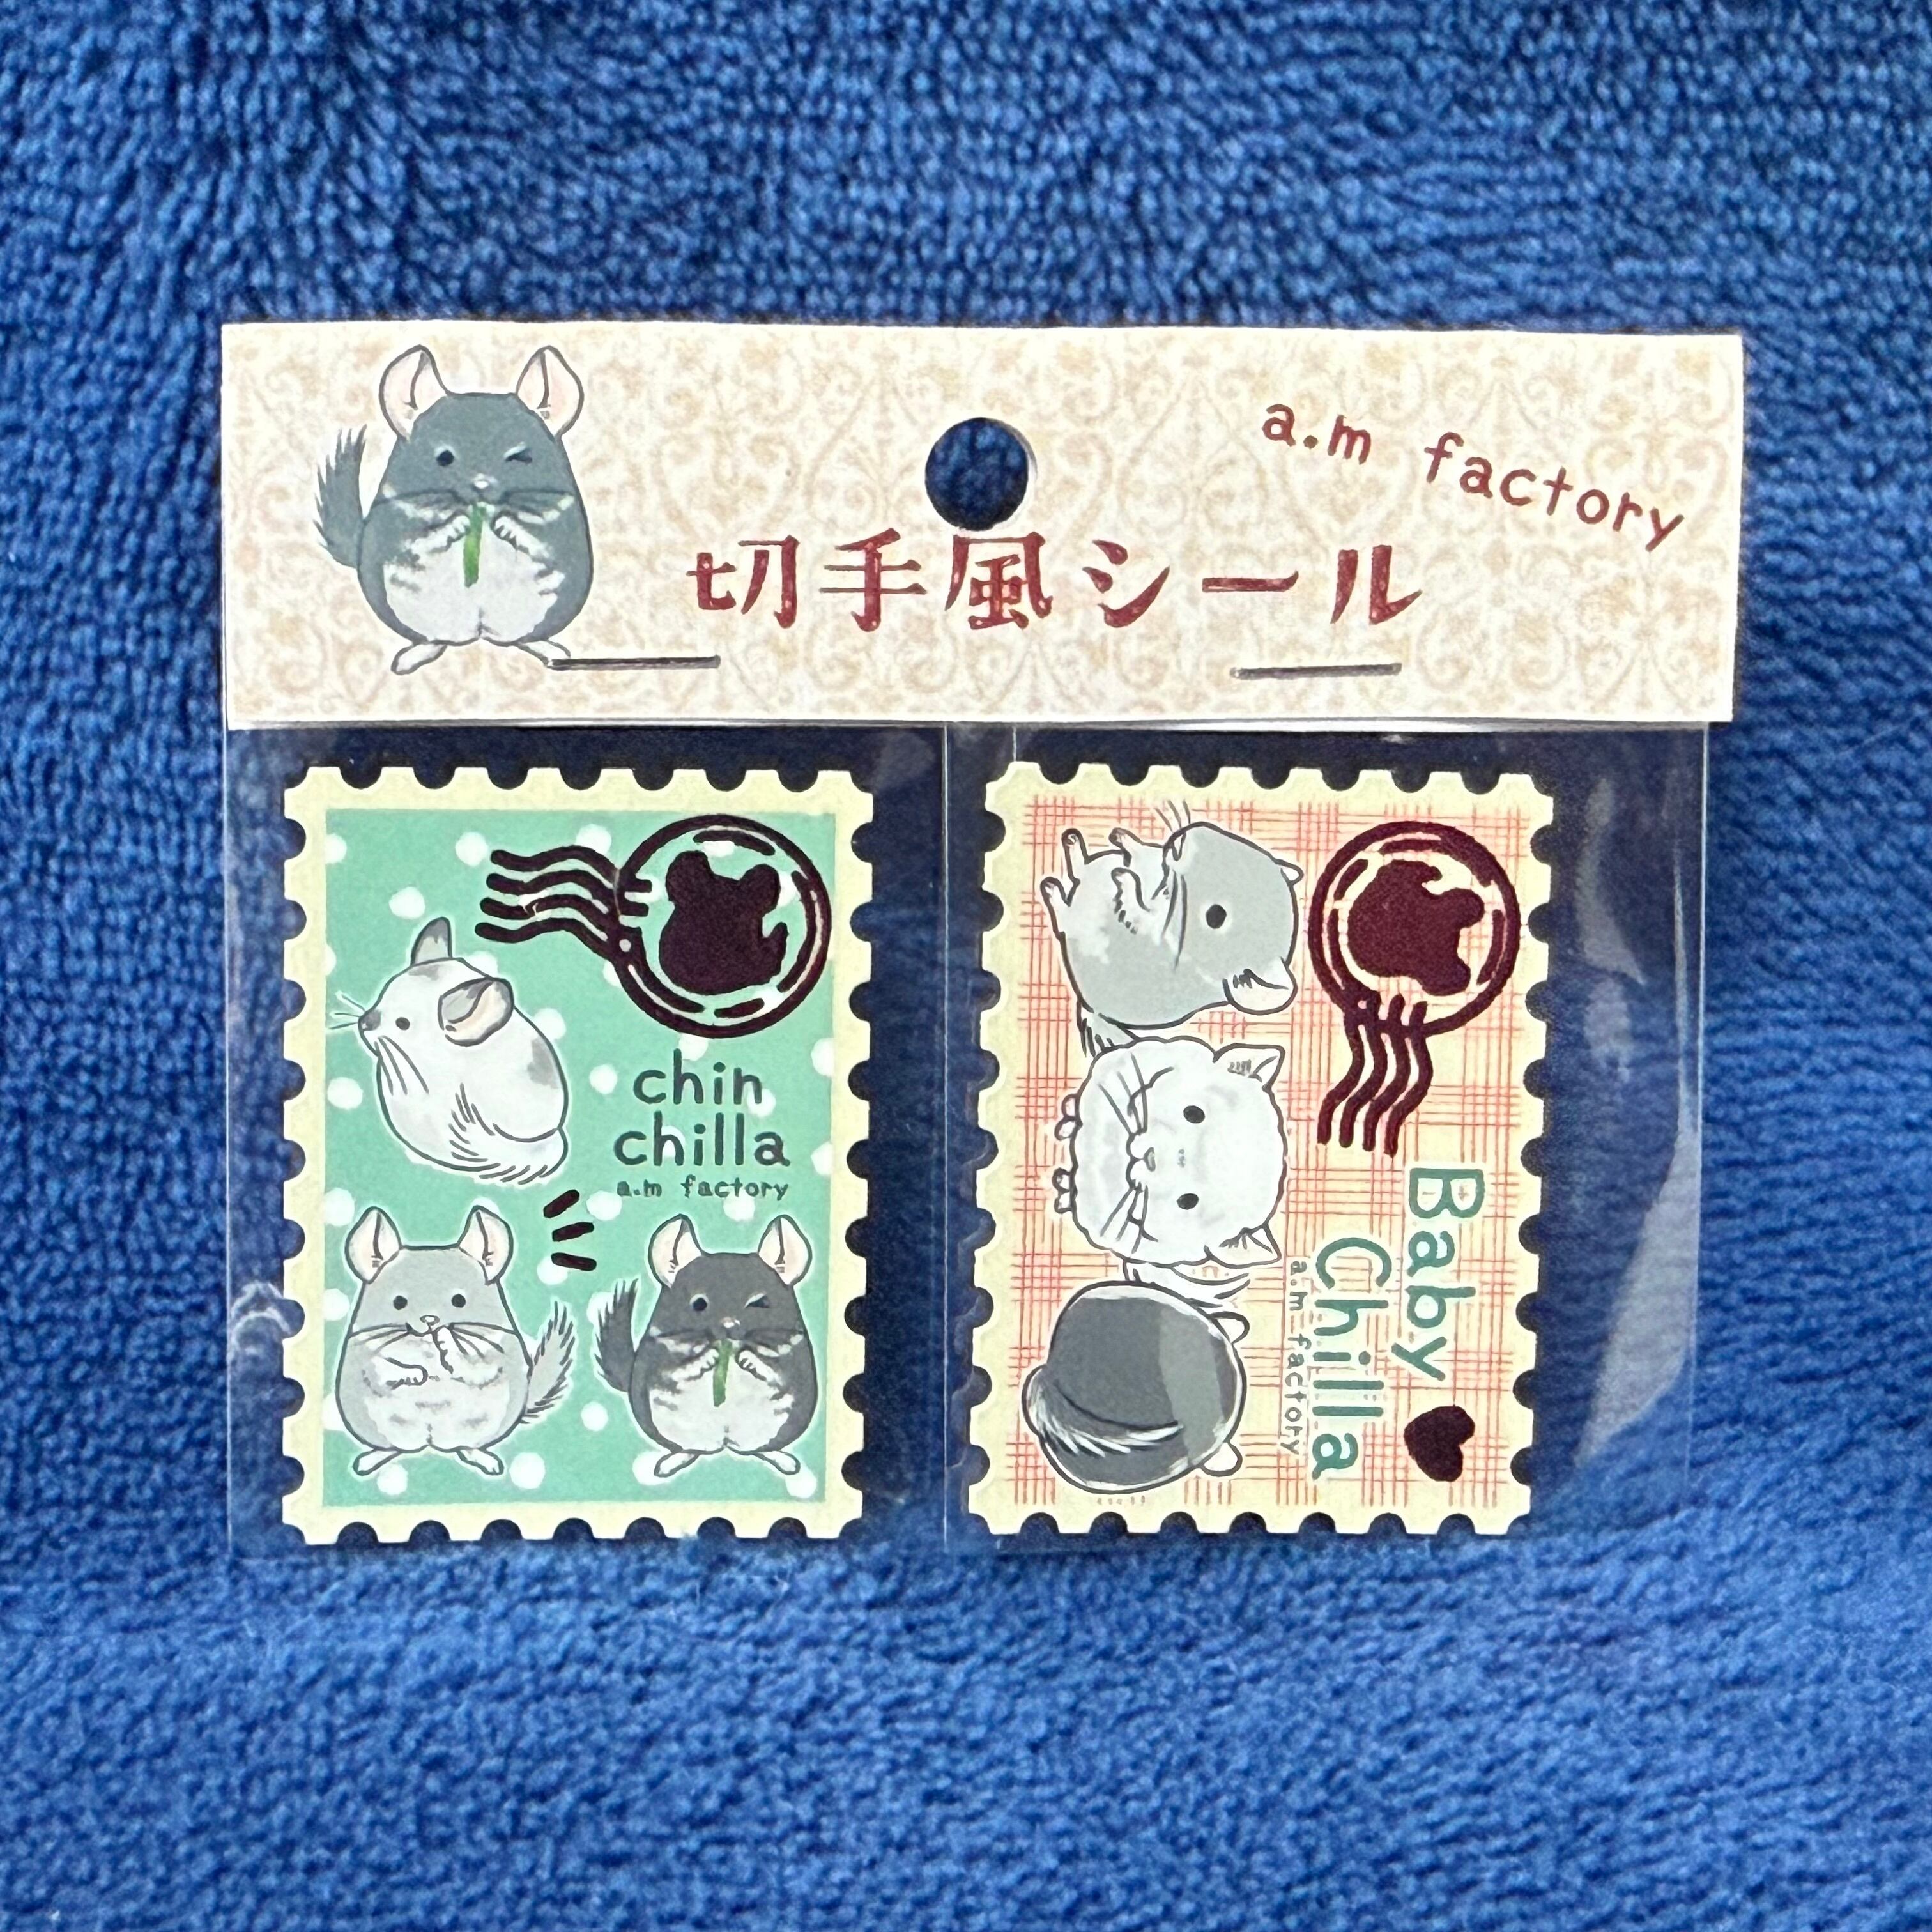 a.m factory
切手風シール
chin
chilla
a.m factory
Baby
Chilla
a.m factory